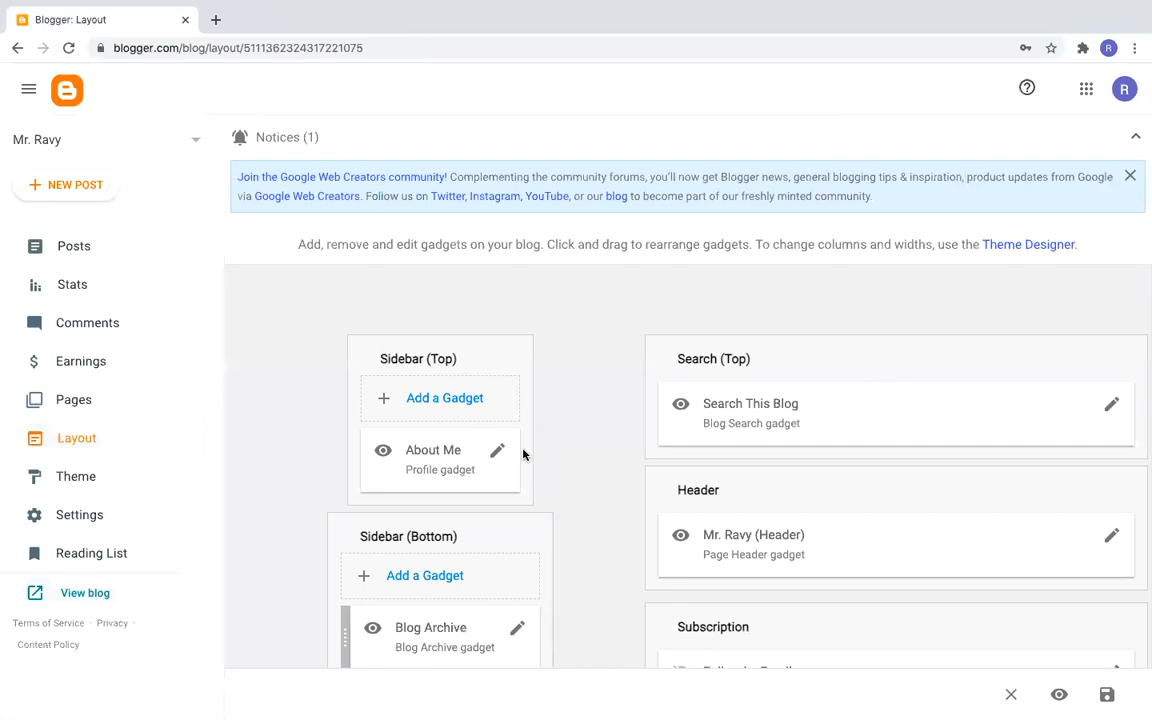 Blogger: Layout
blogger.com/blog/layout/5111362324317221075
R
R
Mr. Ravy
Notices (1)
NEW POST
Join the Google Web Creators community! Complementing the community forums, you'll now get Blogger news, general blogging tips & inspiration, product updates from Google
via Google Web Creators. Follow us on Twitter, Instagram, YouTube, or our blog to become part of our freshly minted community.
Add, remove and edit gadgets on your blog. Click and drag to rearrange gadgets. To change columns and widths, use the Theme Designer.
Posts
Stats
Comments
Earnings
Pages
Layout
Theme
Settings
Reading List
View blog
Terms of Service · Privacy ·
Content Policy
Sidebar (Top)
Add a Gadget
About Me
Profile gadget
Sidebar (Bottom)
Add a Gadget
Blog Archive
Blog Archive gadget
Search (Top)
Search This Blog
Blog Search gadget
Header
Mr. Ravy (Header)
Page Header gadget
Subscription